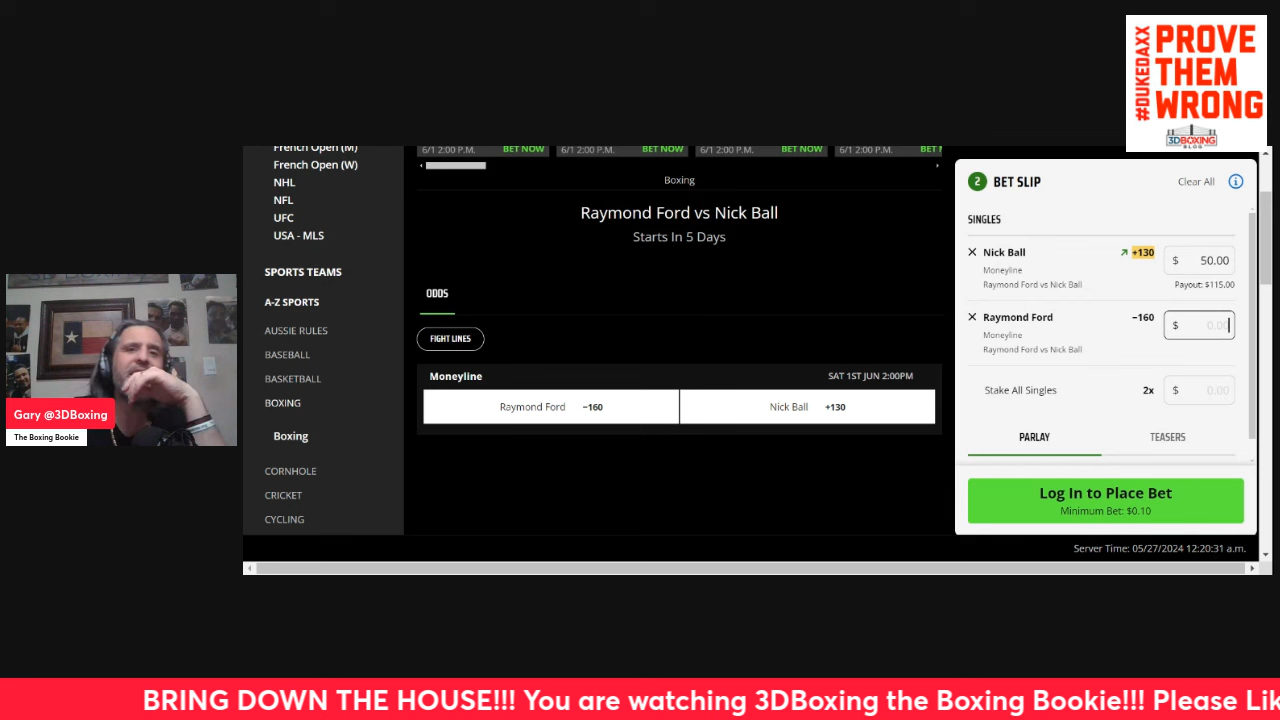 #DUKEDAXX
PROVE
THEM
WRONG
3DBOXING
BLOG
French Open (M)
French Open (W)
NHL
NFL
UFC
USA - MLS
SPORTS TEAMS
A-Z SPORTS
AUSSIE RULES
BASEBALL
BASKETBALL
BOXING
Boxing
CORNHOLE
CRICKET
CYCLING
6/1 2:00 P.M. BET NOW 6/1 2:00 P.M. BET NOW 6/1 2:00 P.M. BET NOW 6/1 2:00 P.M. BET N
Boxing
Raymond Ford vs Nick Ball
Starts In 5 Days
ODDS
FIGHT LINES
Moneyline SAT 1ST JUN 2:00PM
Raymond Ford −160 Nick Ball +130
2 BET SLIP Clear All
SINGLES
Nick Ball +130 $ 50.00
Moneyline
Raymond Ford vs Nick Ball Payout: $115.00
Raymond Ford −160 $ 0.00
Moneyline
Raymond Ford vs Nick Ball
Stake All Singles 2x $ 0.00
PARLAY TEASERS
Log In to Place Bet
Minimum Bet: $0.10
Server Time: 05/27/2024 12:20:31 a.m.
Gary @3DBoxing
The Boxing Bookie
BRING DOWN THE HOUSE!!! You are watching 3DBoxing the Boxing Bookie!!! Please Lik